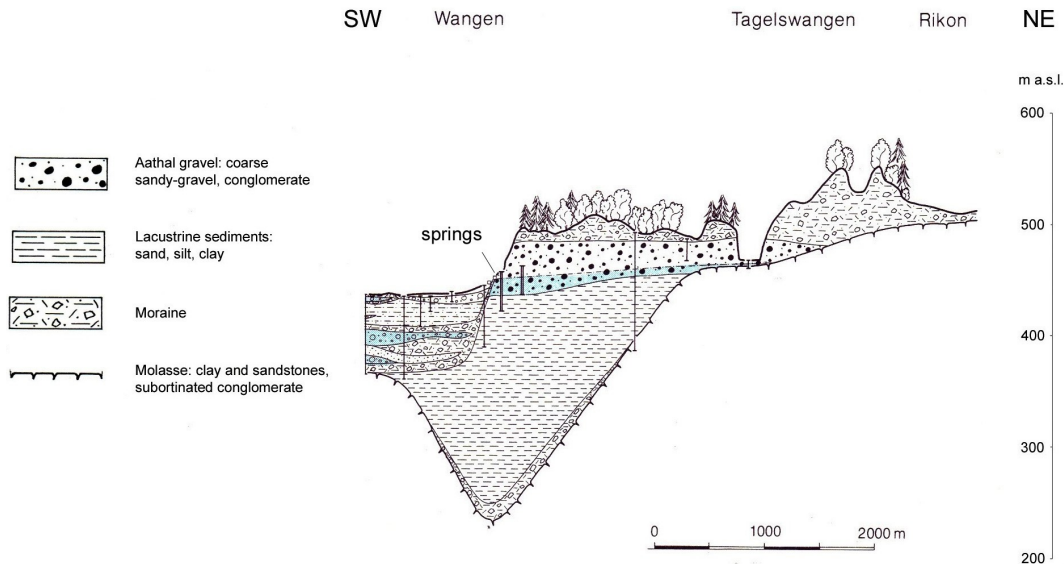 SW
Wangen
Tagelswangen
Rikon
NE
m a.s.l.
600
500
400
300
200
Aathal gravel: coarse
sandy-gravel, conglomerate
Lacustrine sediments:
sand, silt, clay
Moraine
Molasse: clay and sandstones,
subortinated conglomerate
springs
0 1000 2000 m